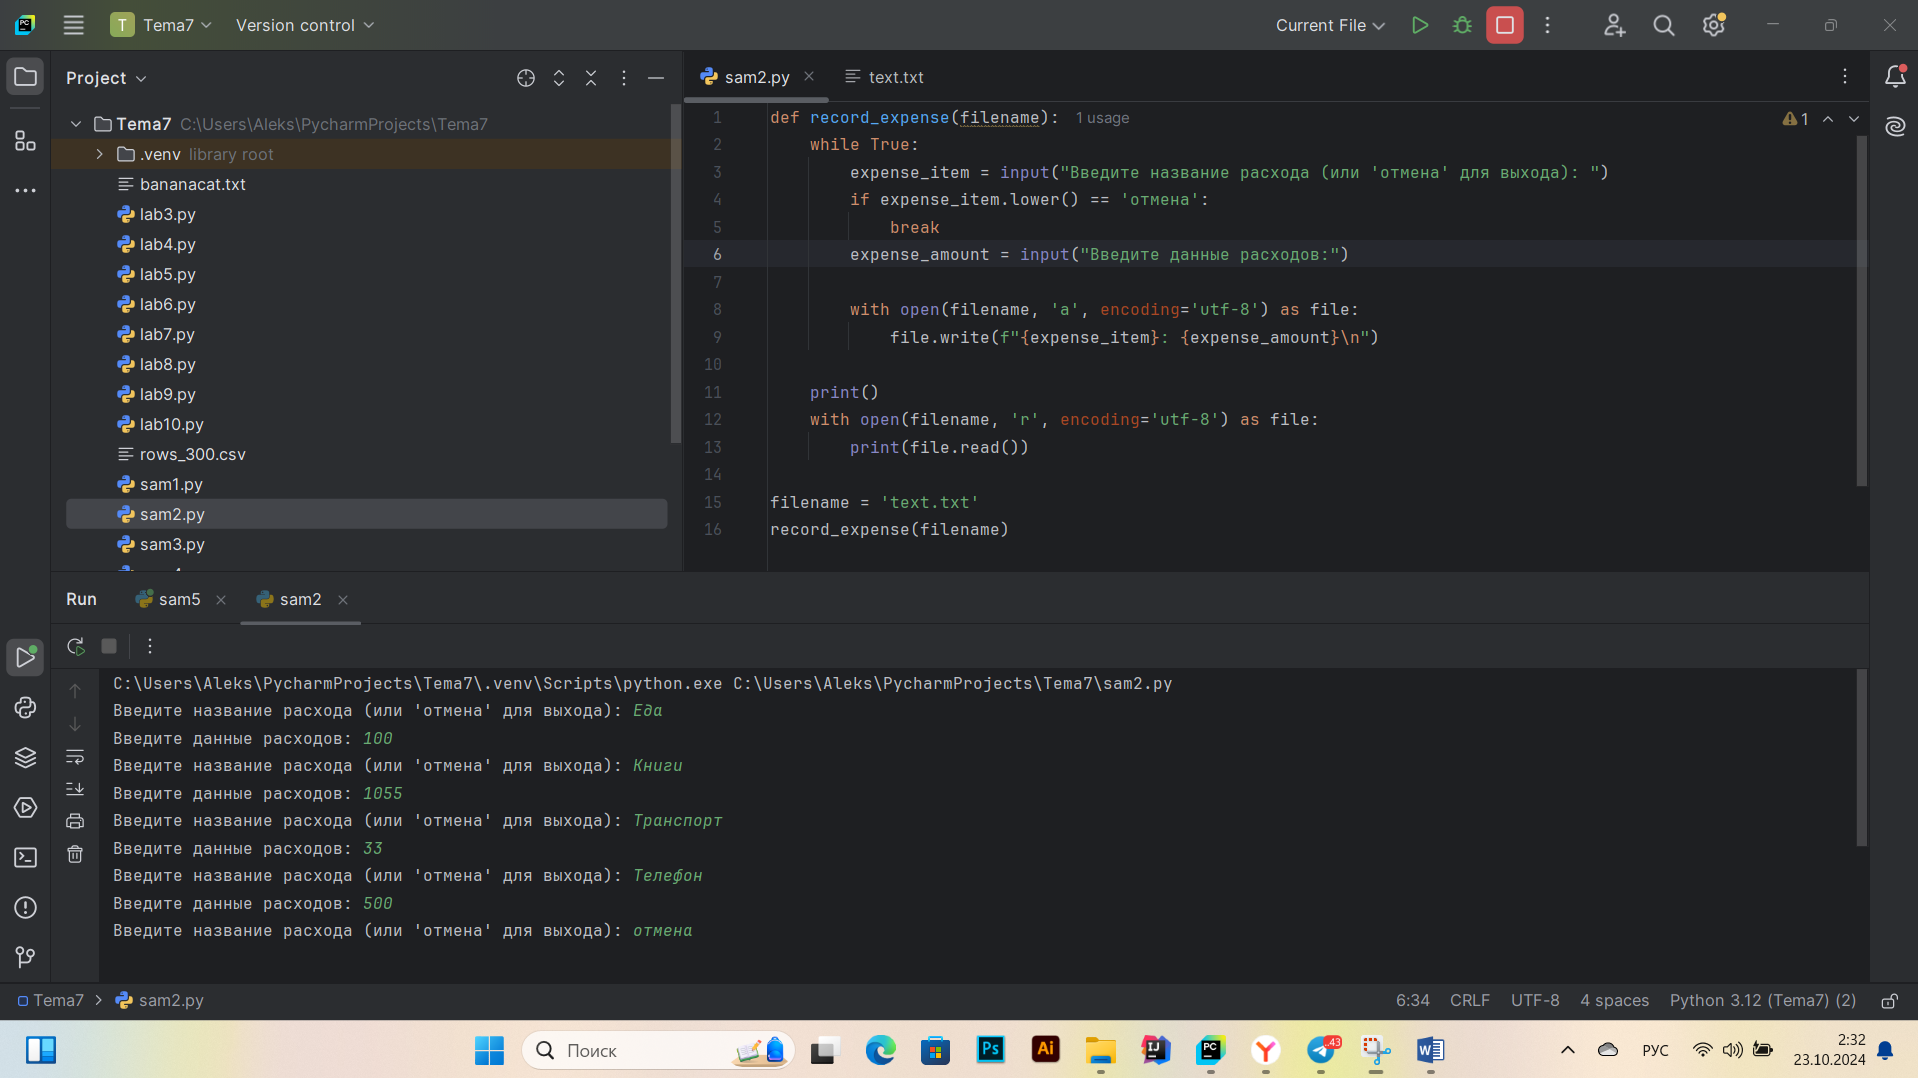 T Tema7 Version control Current File
Project
sam2.py text.txt
Tema7 C:\Users\Aleks\PycharmProjects\Tema7
.venv library root
bananacat.txt
lab3.py
lab4.py
lab5.py
lab6.py
lab7.py
lab8.py
lab9.py
lab10.py
rows_300.csv
sam1.py
sam2.py
sam3.py
1 def record_expense(filename): 1 usage
2 while True:
3 expense_item = input("Введите название расхода (или 'отмена' для выхода): ")
4 if expense_item.lower() == 'отмена':
5 break
6 expense_amount = input("Введите данные расходов:")
7
8 with open(filename, 'a', encoding='utf-8') as file:
9 file.write(f"{expense_item}: {expense_amount}\n")
10
11 print()
12 with open(filename, 'r', encoding='utf-8') as file:
13 print(file.read())
14
15 filename = 'text.txt'
16 record_expense(filename)
1
Run sam5 sam2
C:\Users\Aleks\PycharmProjects\Tema7\.venv\Scripts\python.exe C:\Users\Aleks\PycharmProjects\Tema7\sam2.py
Введите название расхода (или 'отмена' для выхода): Еда
Введите данные расходов: 100
Введите название расхода (или 'отмена' для выхода): Книги
Введите данные расходов: 1055
Введите название расхода (или 'отмена' для выхода): Транспорт
Введите данные расходов: 33
Введите название расхода (или 'отмена' для выхода): Телефон
Введите данные расходов: 500
Введите название расхода (или 'отмена' для выхода): отмена
Tema7 > sam2.py 6:34 CRLF UTF-8 4 spaces Python 3.12 (Tema7) (2)
Поиск Ps Ai IJ PC 43 W РУС 2:32
23.10.2024